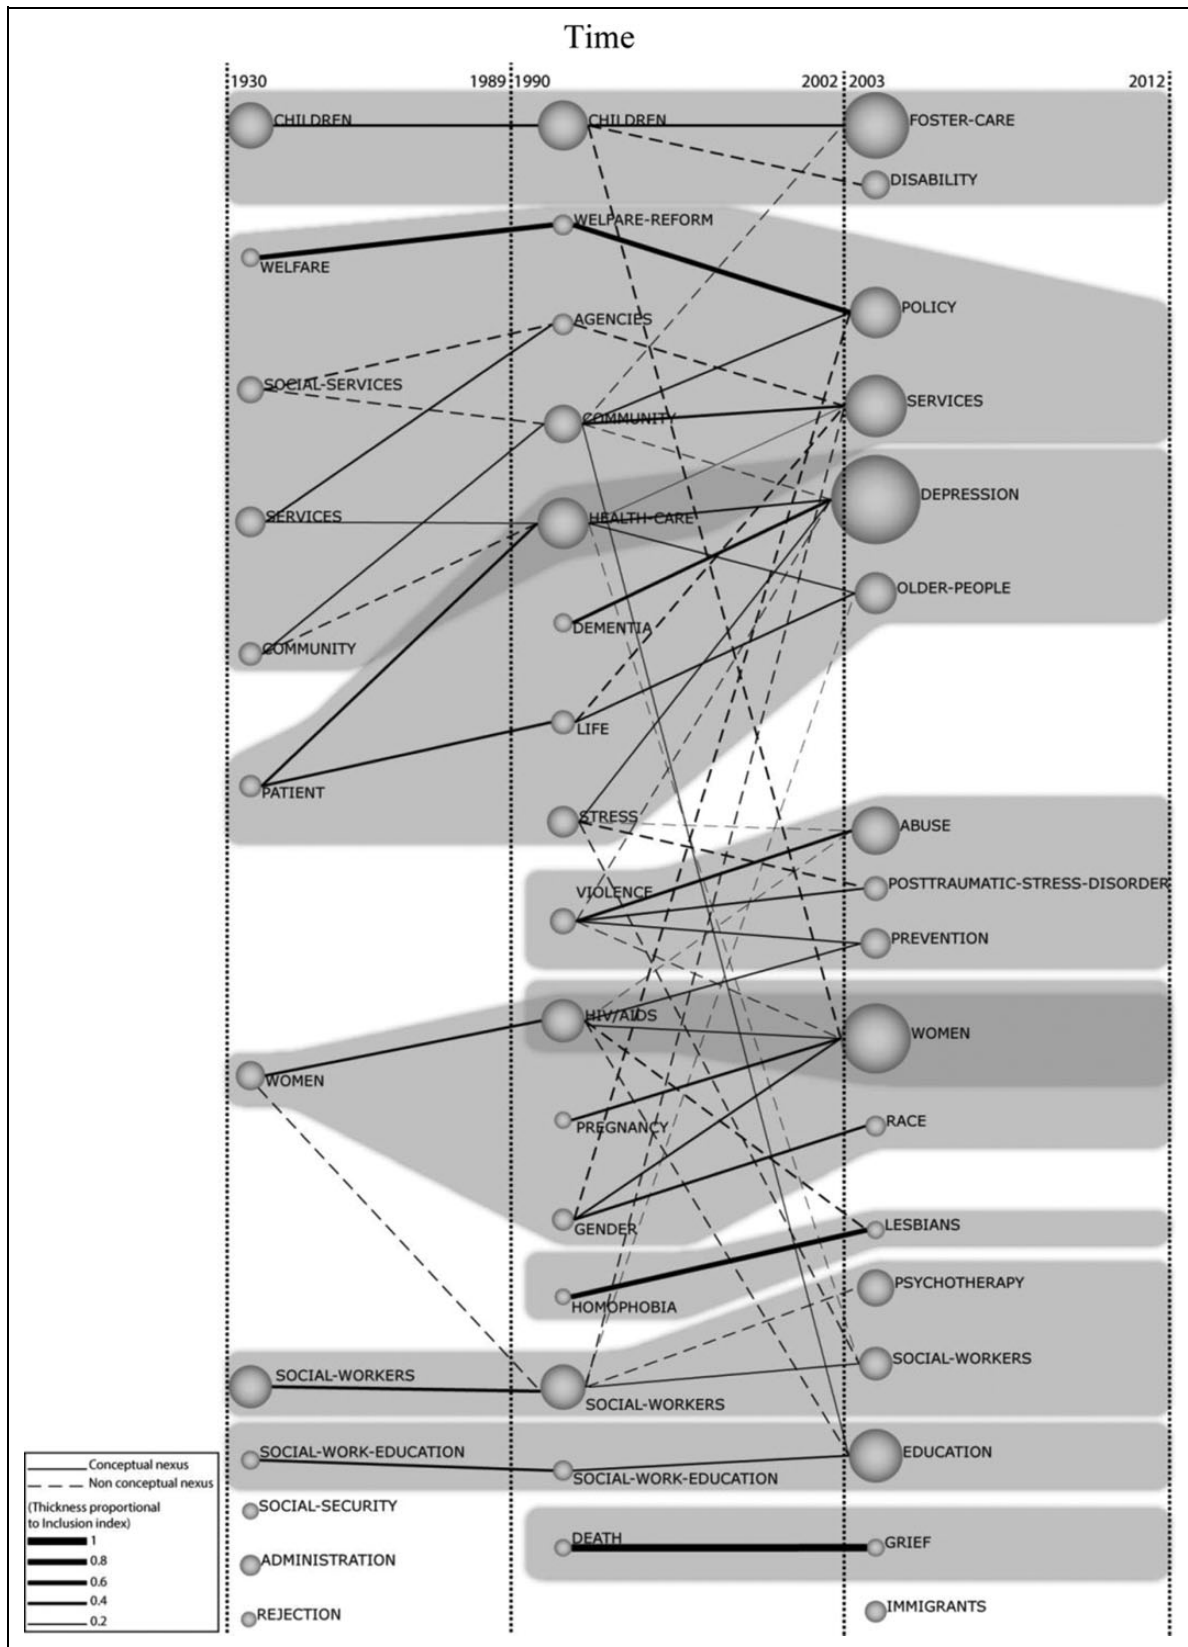 Time
1930 1989 1990 2002 2003 2012
CHILDREN CHILDREN FOSTER-CARE
DISABILITY
WELFARE-REFORM
WELFARE
POLICY
AGENCIES
SOCIAL-SERVICES
SERVICES
COMMUNITY
DEPRESSION
SERVICES HEALTH-CARE
OLDER-PEOPLE
DEMENTIA
COMMUNITY
LIFE
PATIENT
STRESS
ABUSE
POSTTRAUMATIC-STRESS-DISORDER
VIOLENCE
PREVENTION
HIV/AIDS
WOMEN
WOMEN
RACE
PREGNANCY
LESBIANS
GENDER
PSYCHOTHERAPY
HOMOPHOBIA
SOCIAL-WORKERS
SOCIAL-WORKERS
SOCIAL-WORKERS
SOCIAL-WORK-EDUCATION
EDUCATION
SOCIAL-WORK-EDUCATION
SOCIAL-SECURITY
DEATH
GRIEF
ADMINISTRATION
IMMIGRANTS
REJECTION
Conceptual nexus
Non conceptual nexus
(Thickness proportional
to Inclusion index)
1
0.8
0.6
0.4
0.2